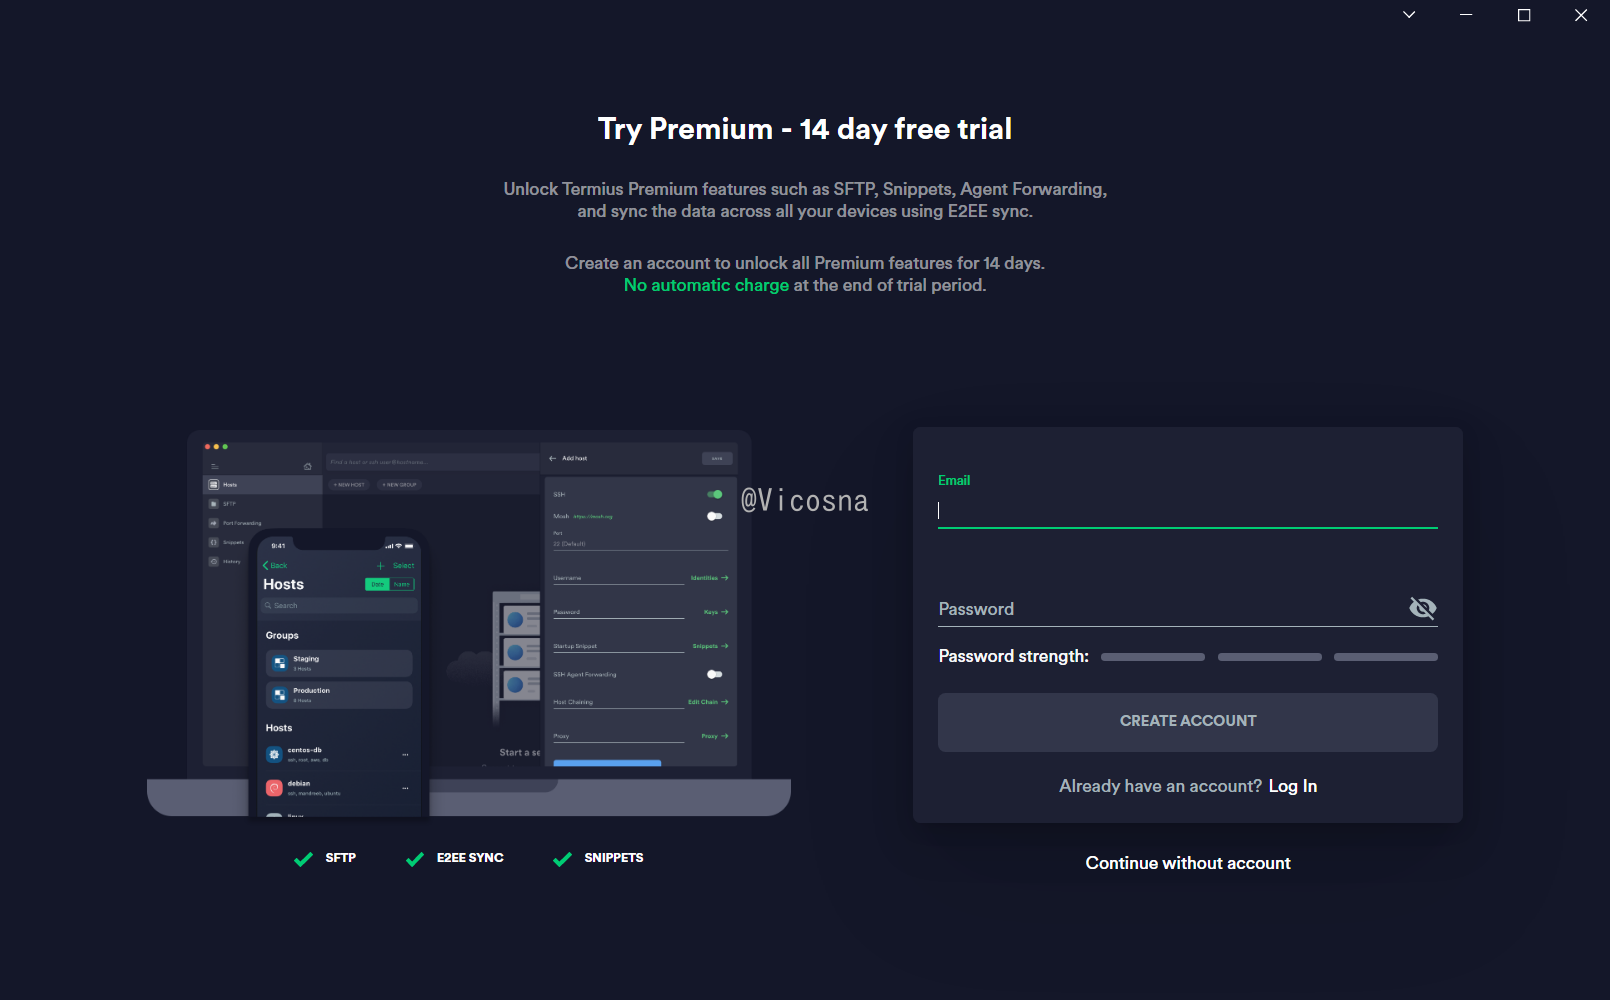 Try Premium - 14 day free trial
Unlock Termius Premium features such as SFTP, Snippets, Agent Forwarding,
and sync the data across all your devices using E2EE sync.
Create an account to unlock all Premium features for 14 days.
No automatic charge at the end of trial period.
Find a host or ssh user@hostname...
+ NEW HOST
+ NEW GROUP
Hosts
SFTP
Port Forwarding
Snippets
History
Add host
SAVE
SSH
Mosh
Port
22 (Default)
Username
Identities →
Password
Keys →
Startup Snippet
Snippets →
SSH Agent Forwarding
Host Chaining
Edit Chain →
Proxy
Proxy →
Start a se
9:41
Back
+ Select
Hosts
Date Name
Search
Groups
Staging
3 Hosts
Production
Hosts
centos-db
debian
@Vicosna
SFTP
E2EE SYNC
SNIPPETS
Email
Password
Password strength:
CREATE ACCOUNT
Already have an account? Log In
Continue without account